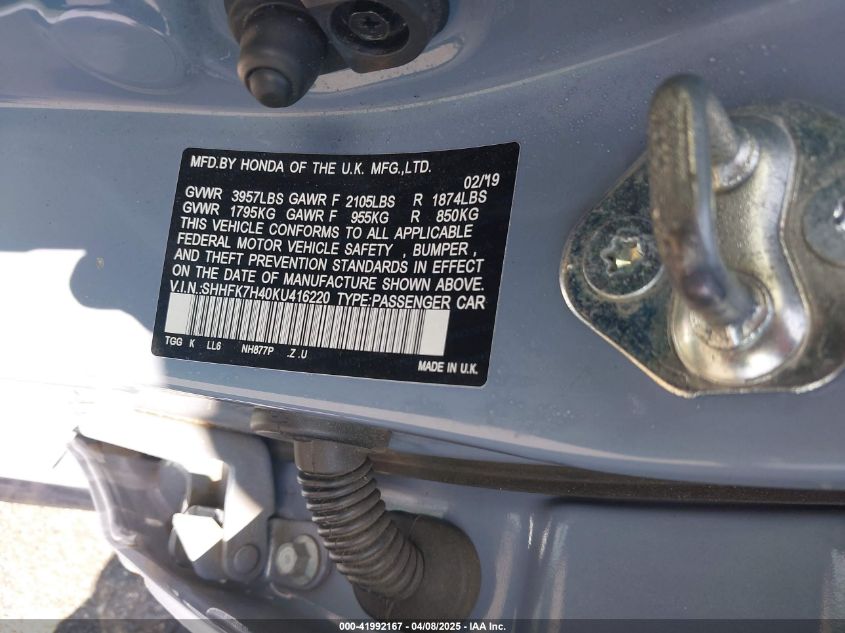 MFD.BY HONDA OF THE U.K. MFG.,LTD.
02/'19
GVWR 3957LBS GAWR F 2105LBS R 1874LBS
GVWR 1795KG GAWR F 955KG R 850KG
THIS VEHICLE CONFORMS TO ALL APPLICABLE
FEDERAL MOTOR VEHICLE SAFETY , BUMPER ,
AND THEFT PREVENTION STANDARDS IN EFFECT
ON THE DATE OF MANUFACTURE SHOWN ABOVE.
V.I.N.:SHHFK7H40KU416220 TYPE:PASSENGER CAR
TGG K LL6 NH877P .Z .U
MADE IN U.K.
000-41992167 - 04/08/2025 - IAA Inc.